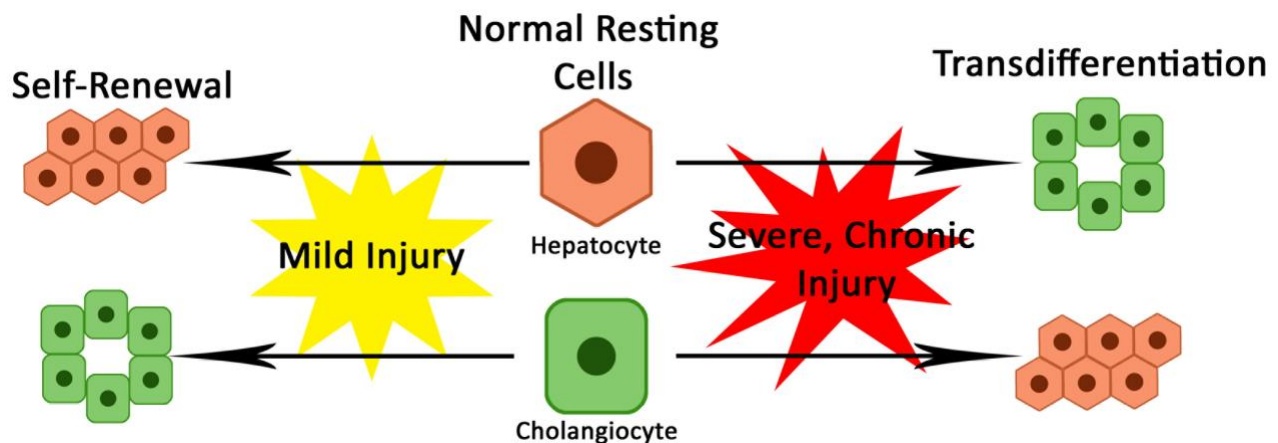 Normal Resting
Cells
Self-Renewal
Transdifferentiation
Mild Injury
Hepatocyte
Severe, Chronic
Injury
Cholangiocyte